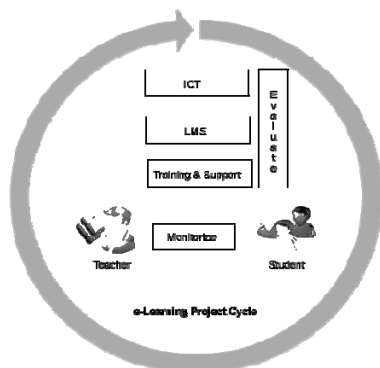 ICT
LMS
Training & Support
Evaluate
Monitorize
Teacher
Student
e-Learning Project Cycle